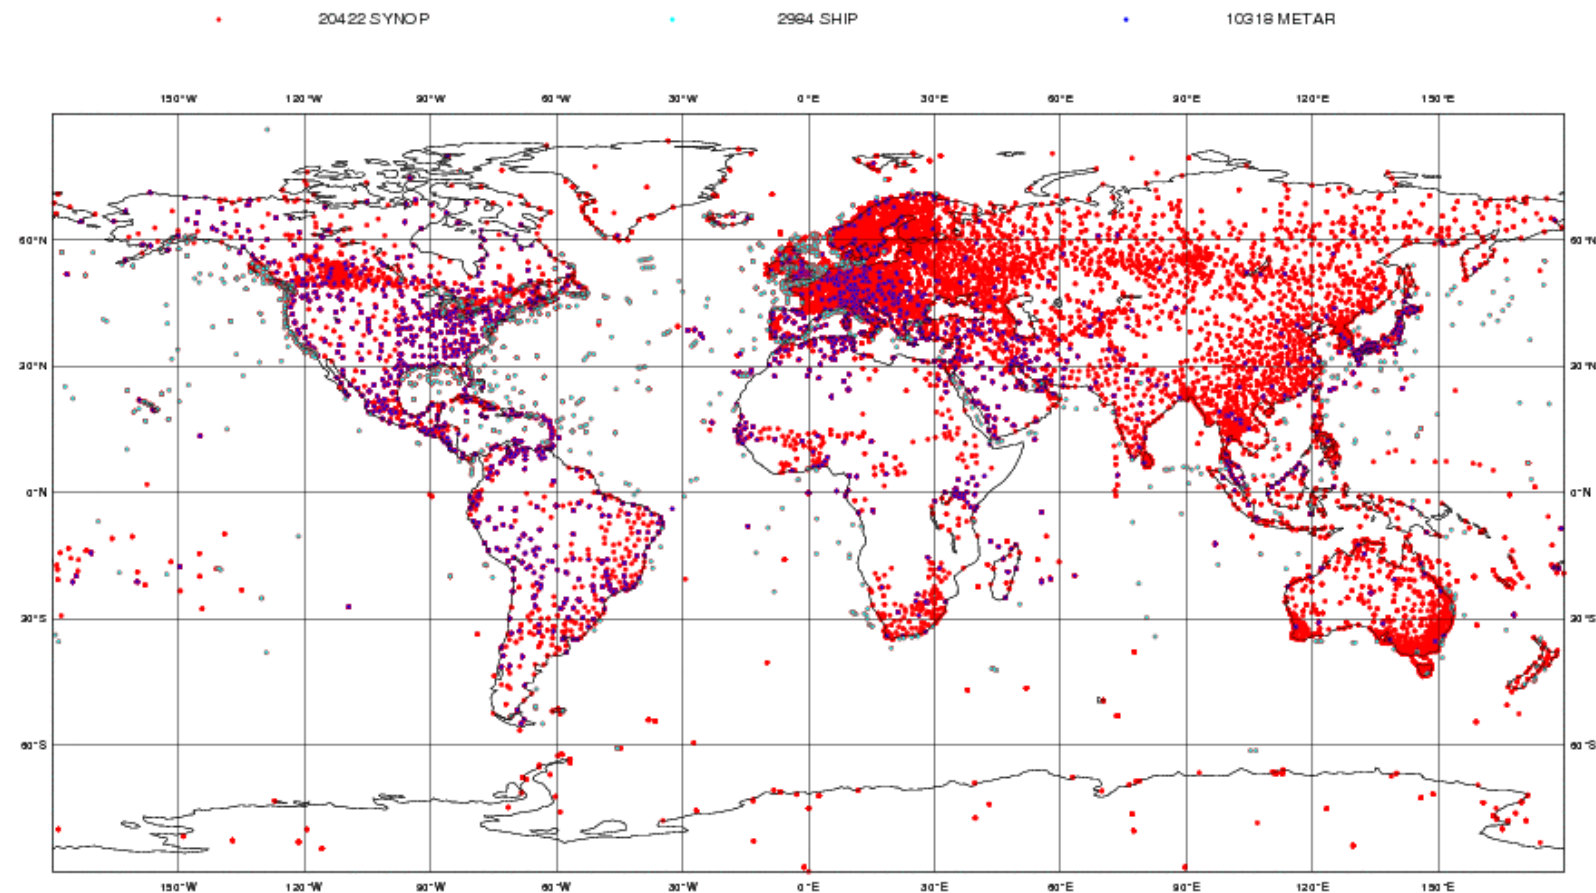 20422 SYNOP 2984 SHIP 10318 METAR
150°W 120°W 90°W 60°W 30°W 0°E 30°E 60°E 90°E 120°E 150°E
60°N 60°N
30°N 30°N
0°N 0°N
30°S 30°S
60°S 60°S
150°W 120°W 90°W 60°W 30°W 0°E 30°E 60°E 90°E 120°E 150°E